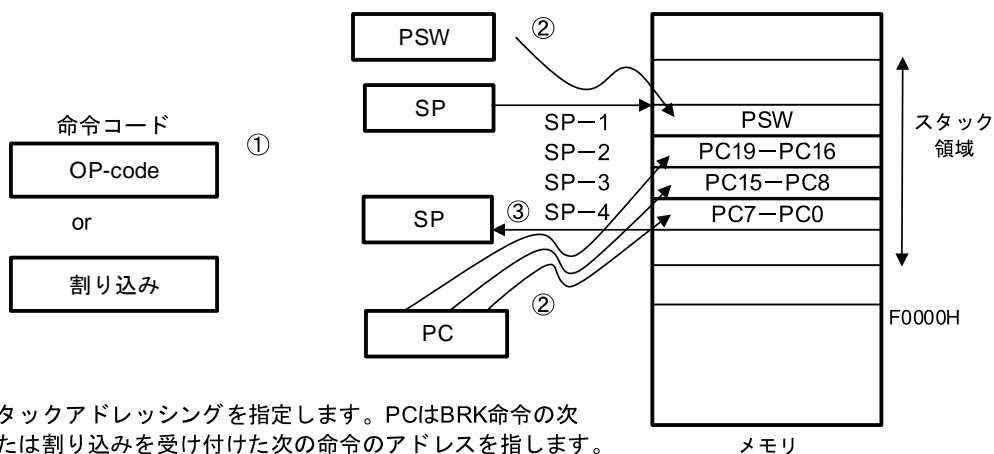 PSW
②
SP
命令コード
①
OP-code
or
割り込み
SP－1
SP－2
SP－3
SP－4
PSW
PC19－PC16
PC15－PC8
PC7－PC0
スタック
領域
SP
③
②
PC
F0000H
タックアドレッシングを指定します。PCはBRK命令の次
たは割り込みを受け付けた次の命令のアドレスを指します。
メモリ